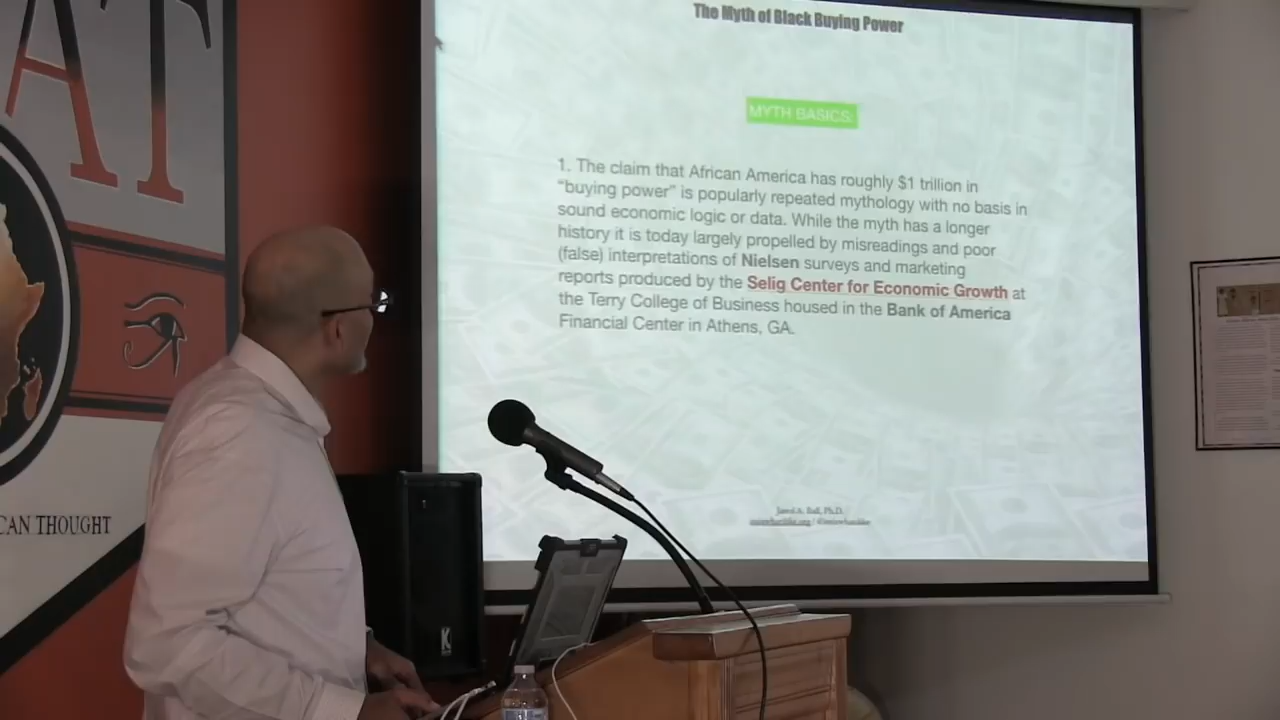 AT
CAN THOUGHT
The Myth of Black Buying Power
MYTH BASICS:
1. The claim that African America has roughly $1 trillion in
“buying power” is popularly repeated mythology with no basis in
sound economic logic or data. While the myth has a longer
history it is today largely propelled by misreadings and poor
(false) interpretations of Nielsen surveys and marketing
reports produced by the Selig Center for Economic Growth at
the Terry College of Business housed in the Bank of America
Financial Center in Athens, GA.
Jared A. Ball, Ph.D.
K